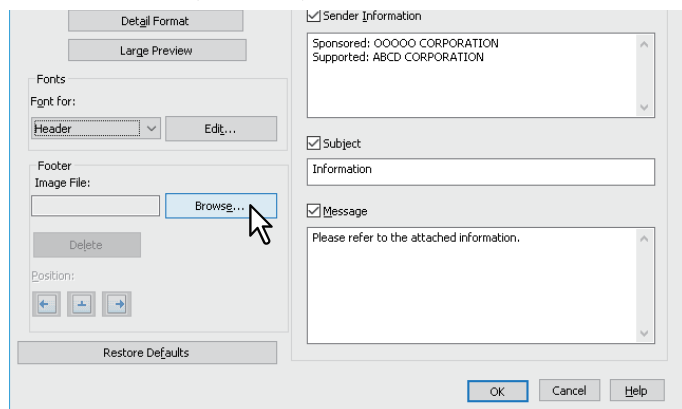 Detail Format
Large Preview
Fonts
Font for:
Header
Edit...
Footer
Image File:
Browse...
Delete
Position:
Restore Defaults
Sender Information
Sponsored: OOOOO CORPORATION
Supported: ABCD CORPORATION
Subject
Information
Message
Please refer to the attached information.
OK
Cancel
Help